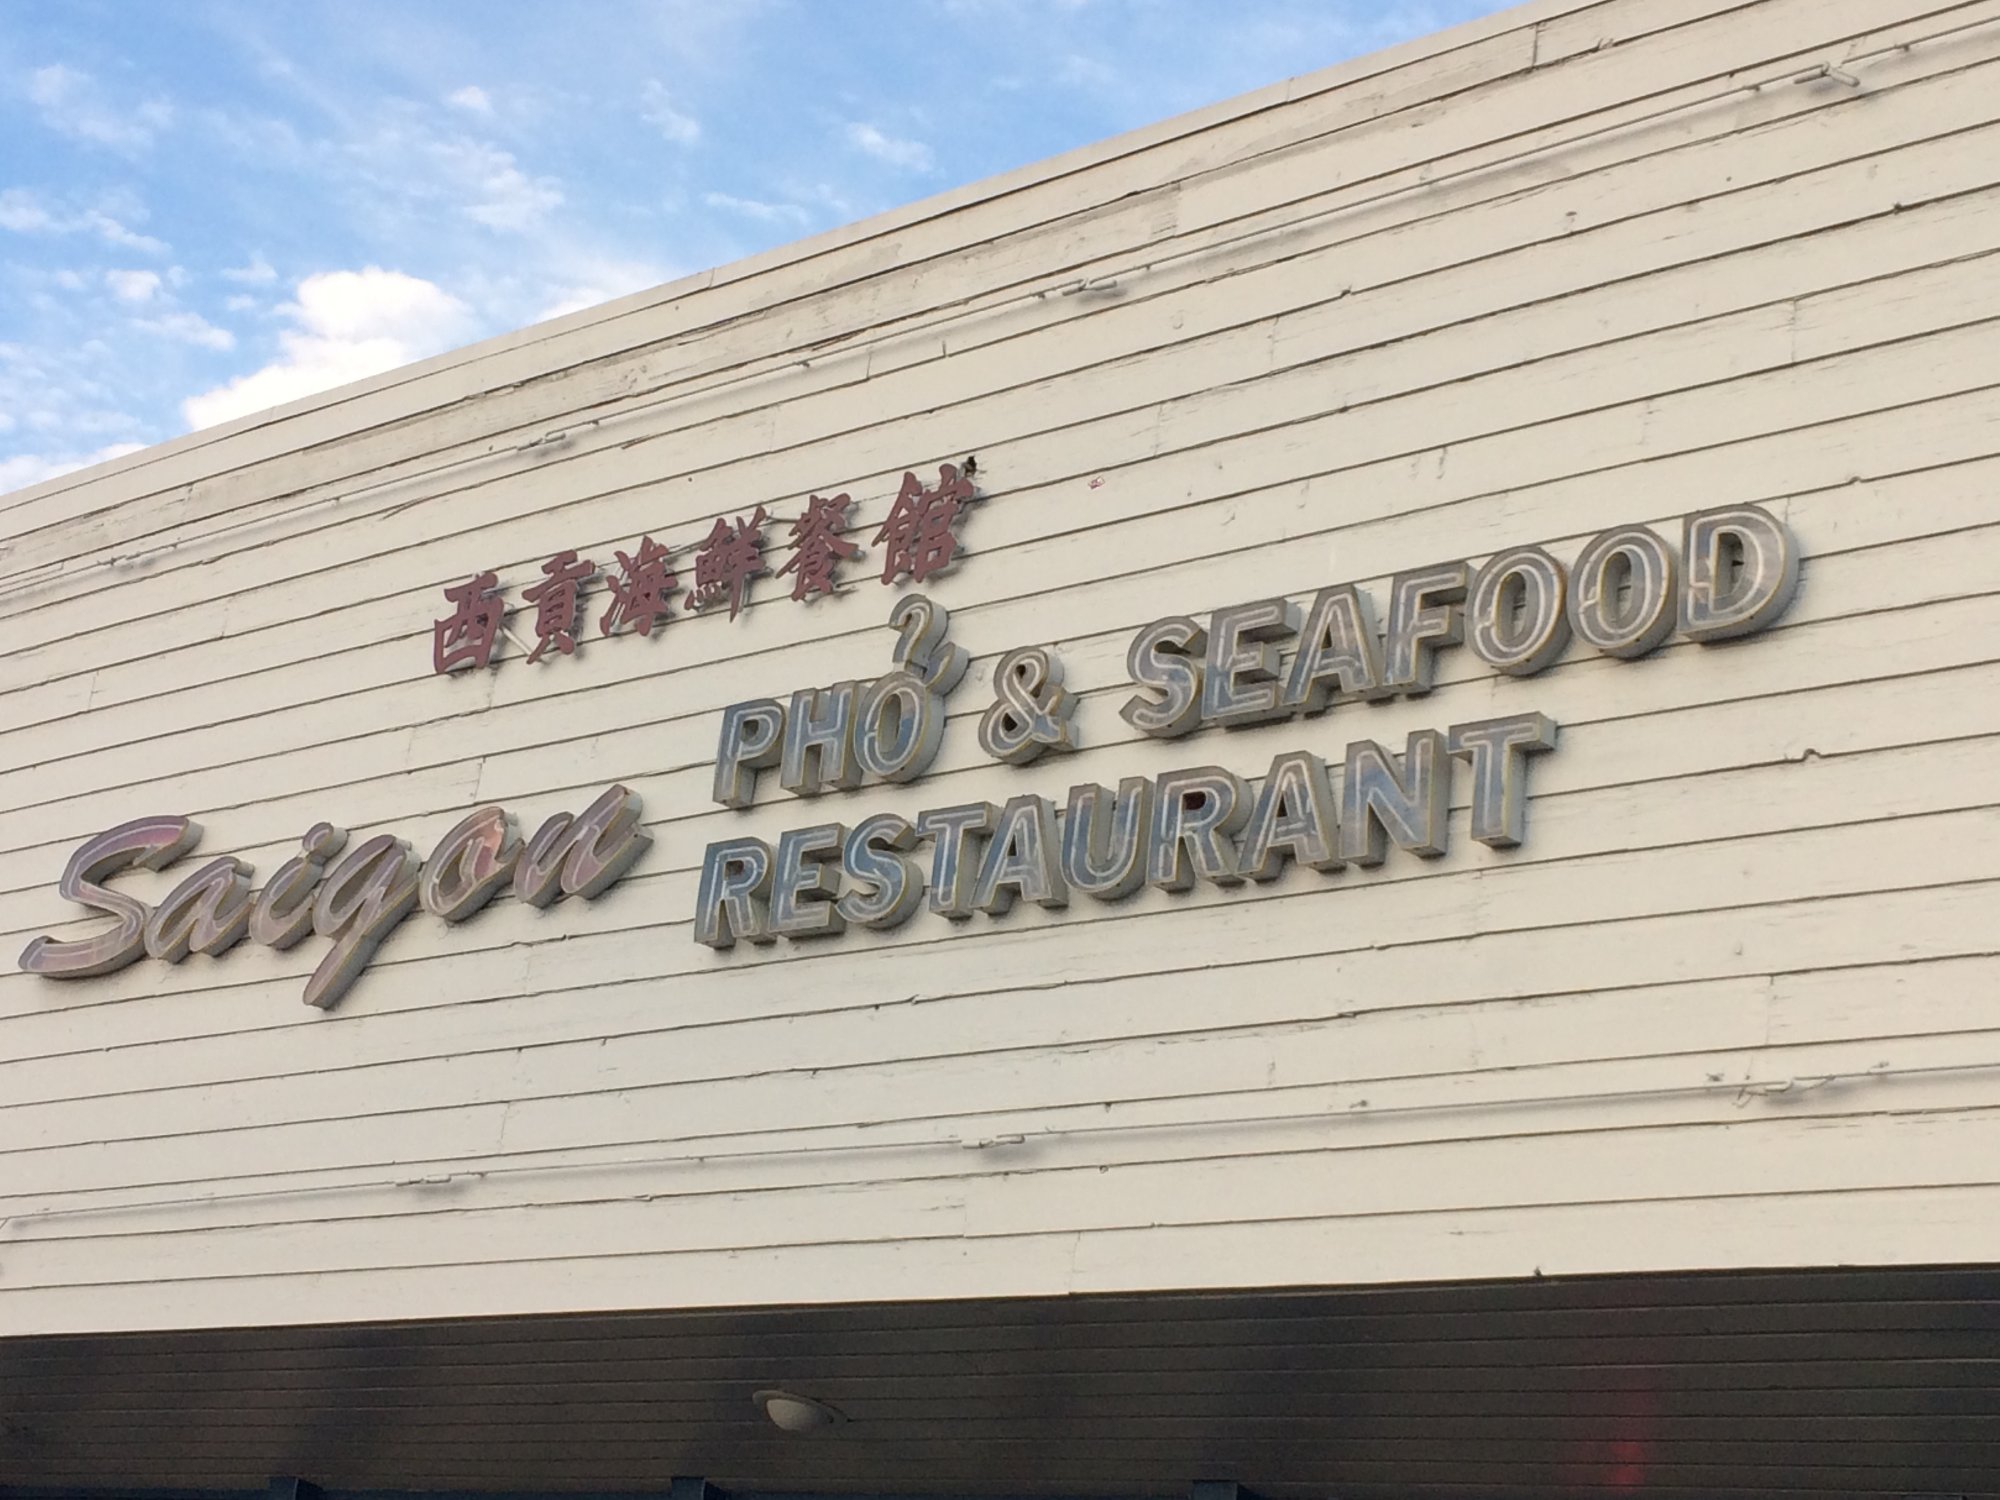 西貢海鮮餐館
Saigon
PHỞ & SEAFOOD
RESTAURANT